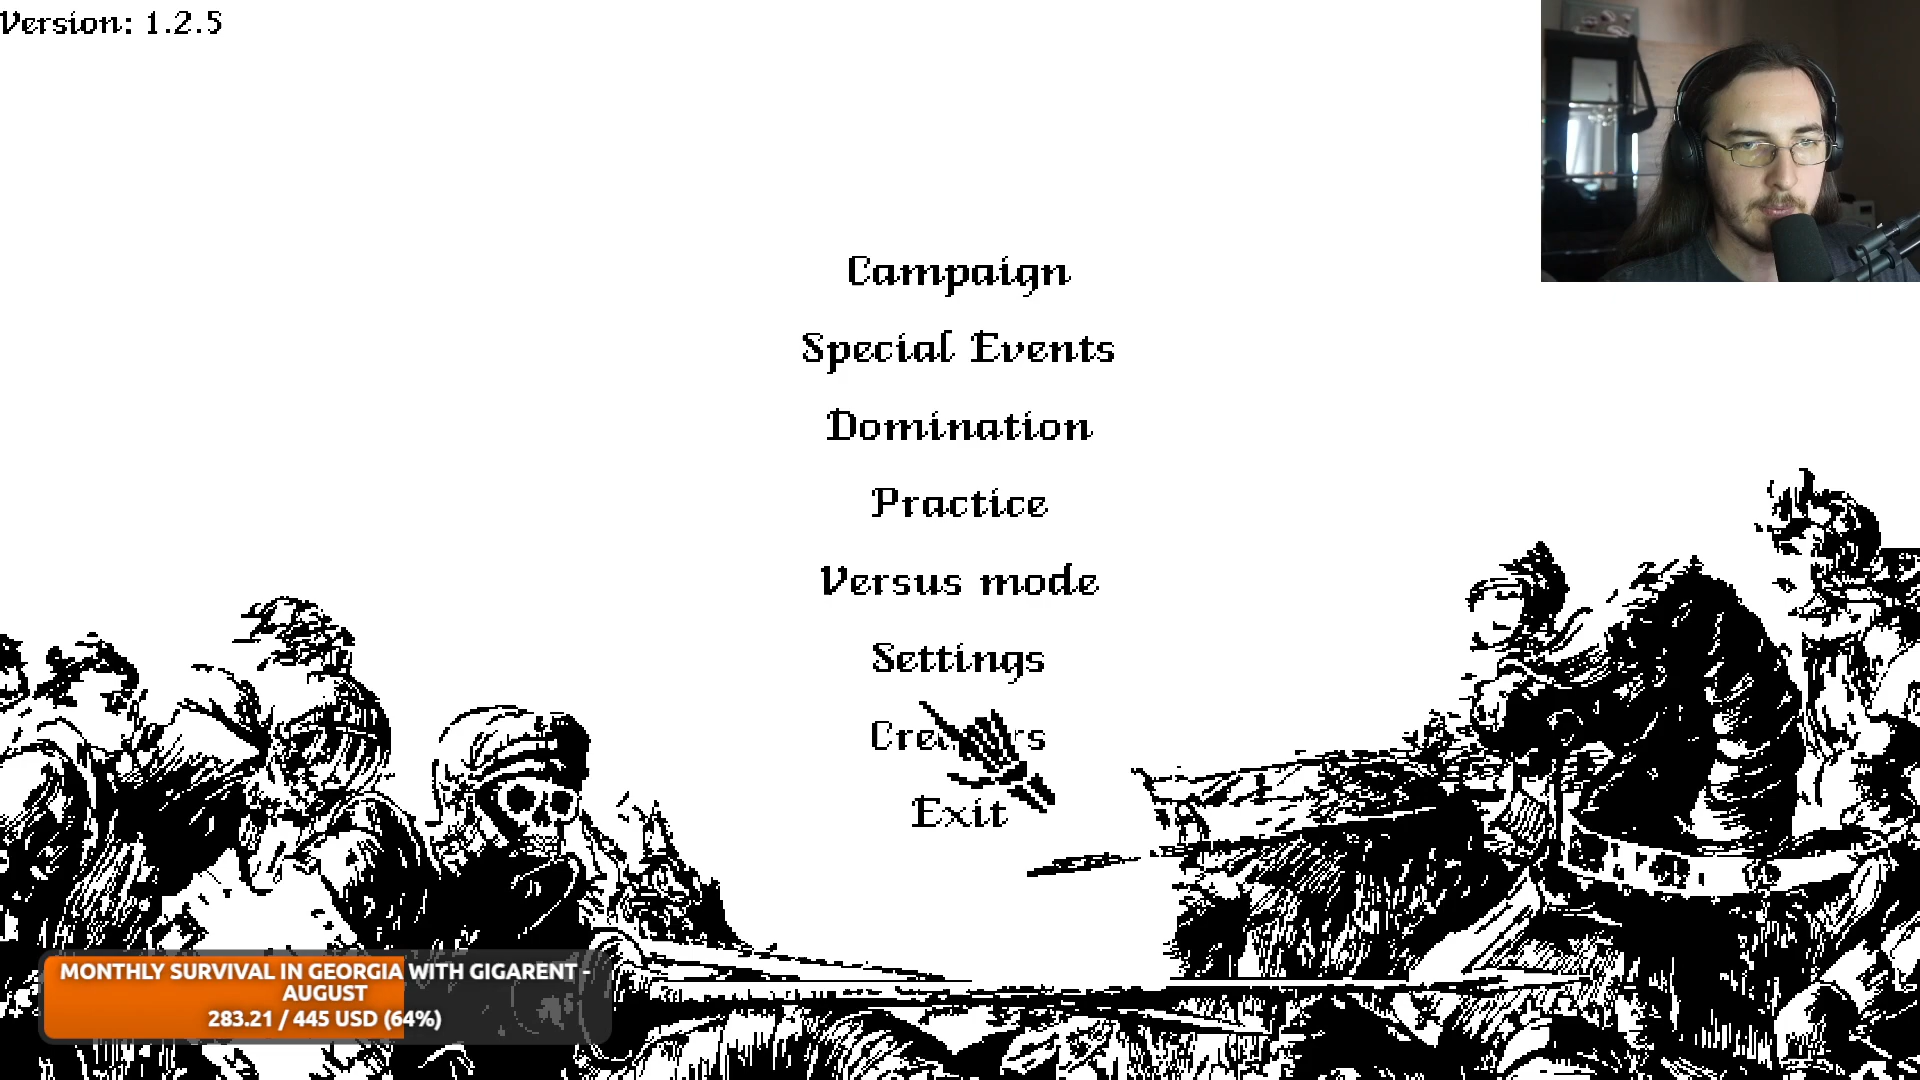 Version: 1.2.5
Campaign
Special Events
Domination
Practice
Versus mode
Settings
Exit
MONTHLY SURVIVAL IN GEORGIA WITH GIGARENT -
AUGUST
283.21 / 445 USD (64%)